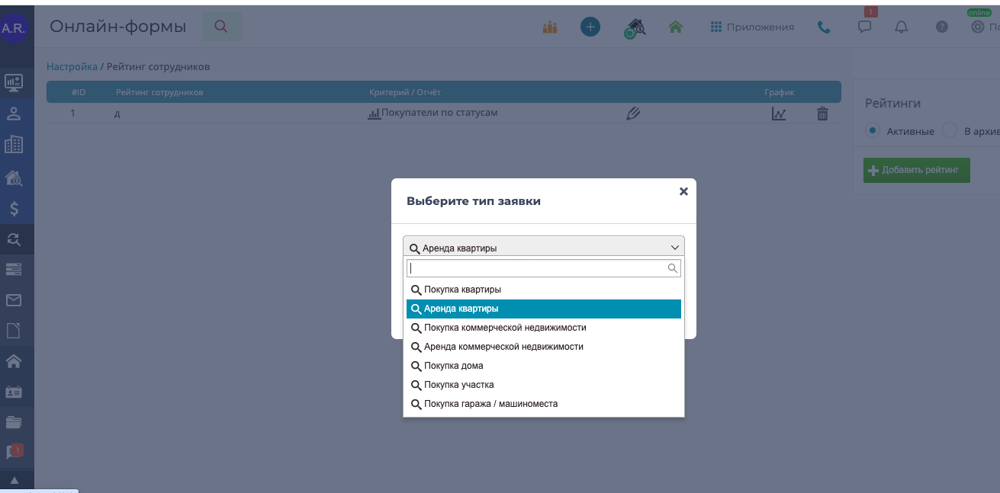 A.R.
Онлайн-формы
Приложения
1
online
Настройка / Рейтинг сотрудников
#ID Рейтинг сотрудников Критерий / Отчёт График
1 д Покупатели по статусам
Рейтинги
Активные
Добавить рейтинг
Выберите тип заявки
Аренда квартиры
Покупка квартиры
Аренда квартиры
Покупка коммерческой недвижимости
Аренда коммерческой недвижимости
Покупка дома
Покупка участка
Покупка гаража / машиноместа
1